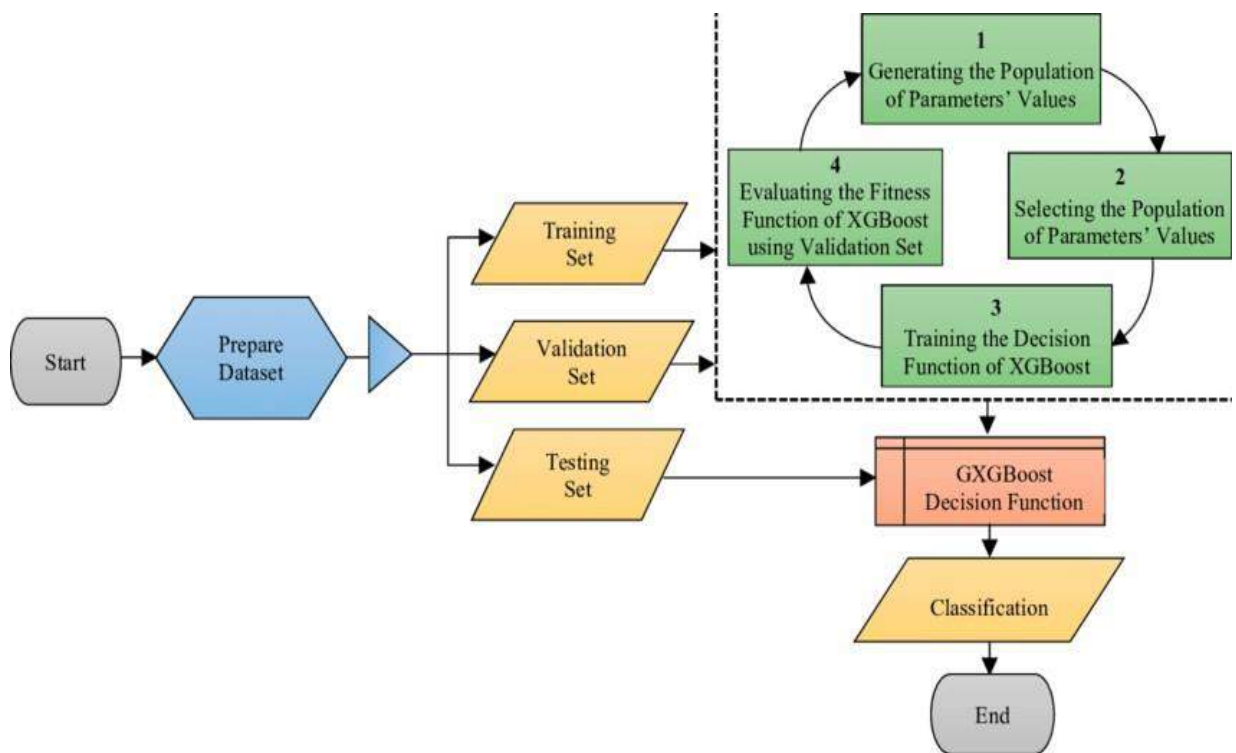 Start
Prepare
Dataset
Training
Set
Validation
Set
Testing
Set
1
Generating the Population
of Parameters' Values
2
Selecting the Population
of Parameters' Values
3
Training the Decision
Function of XGBoost
4
Evaluating the Fitness
Function of XGBoost
using Validation Set
GXGBoost
Decision Function
Classification
End